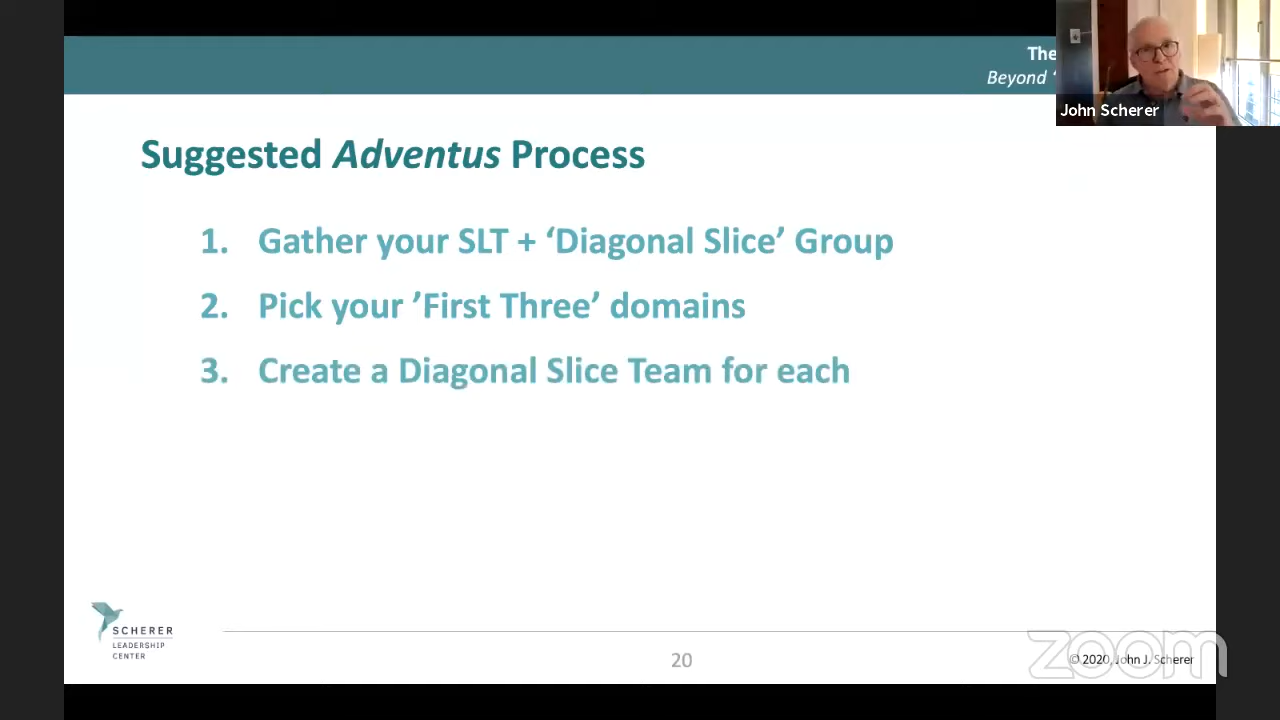 The
Beyond ‘
John Scherer
Suggested Adventus Process
1. Gather your SLT + ‘Diagonal Slice’ Group
2. Pick your ’First Three’ domains
3. Create a Diagonal Slice Team for each
SCHERER
LEADERSHIP
CENTER
20
© 2020, John J. Scherer
zoom